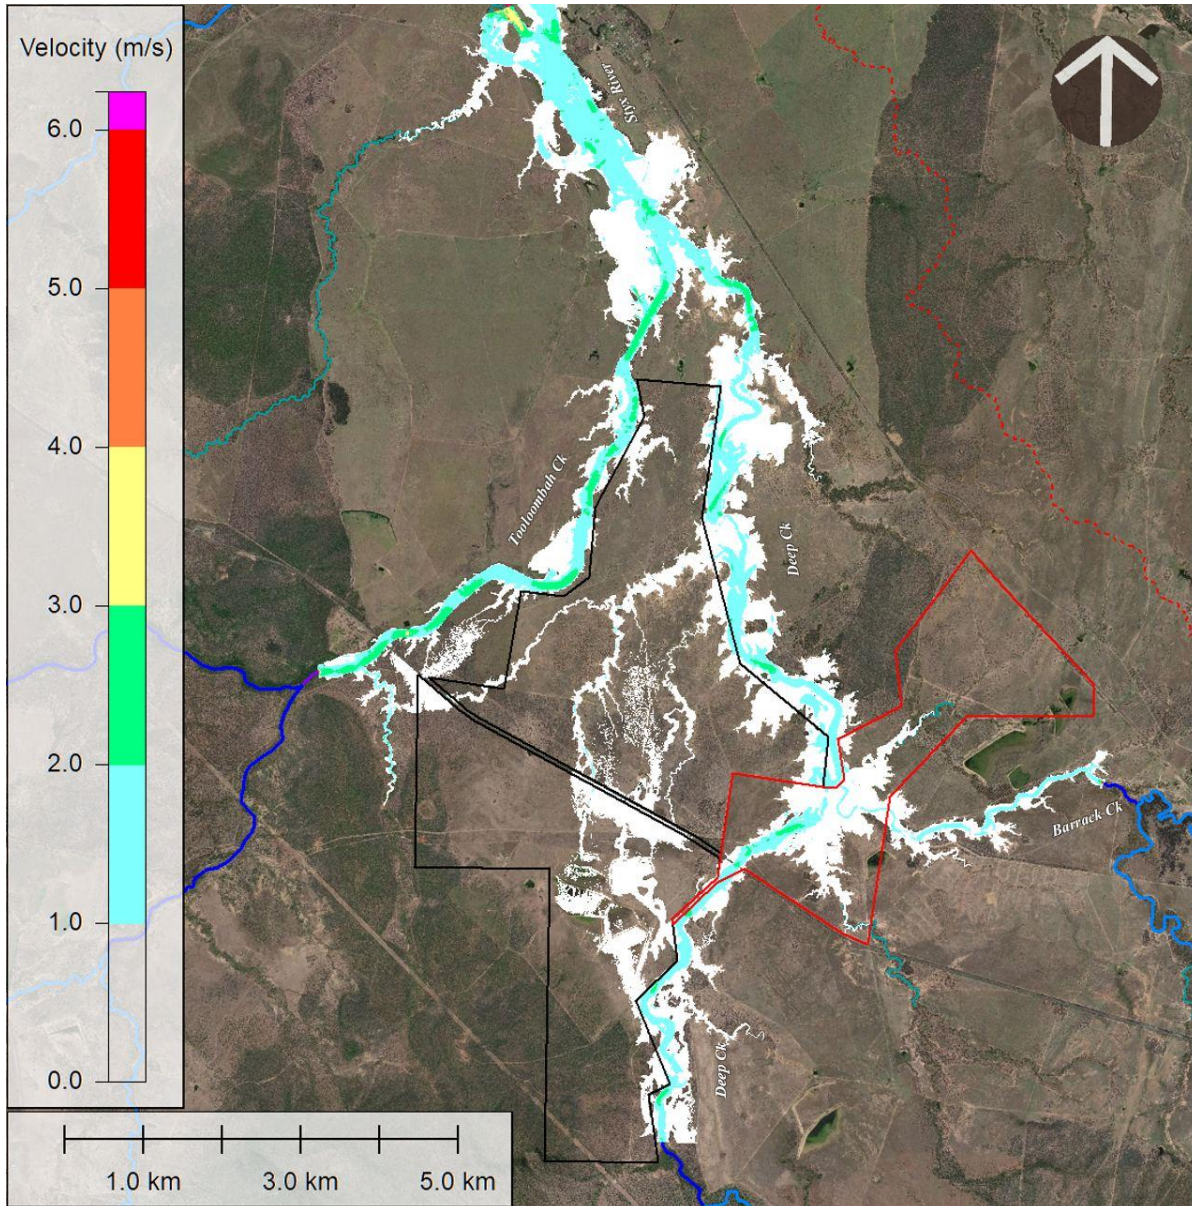 Velocity (m/s)
6.0
5.0
4.0
3.0
2.0
1.0
0.0
Styx River
Tooloombah Ck
Deep Ck
Barrack Ck
Deep Ck
1.0 km
3.0 km
5.0 km